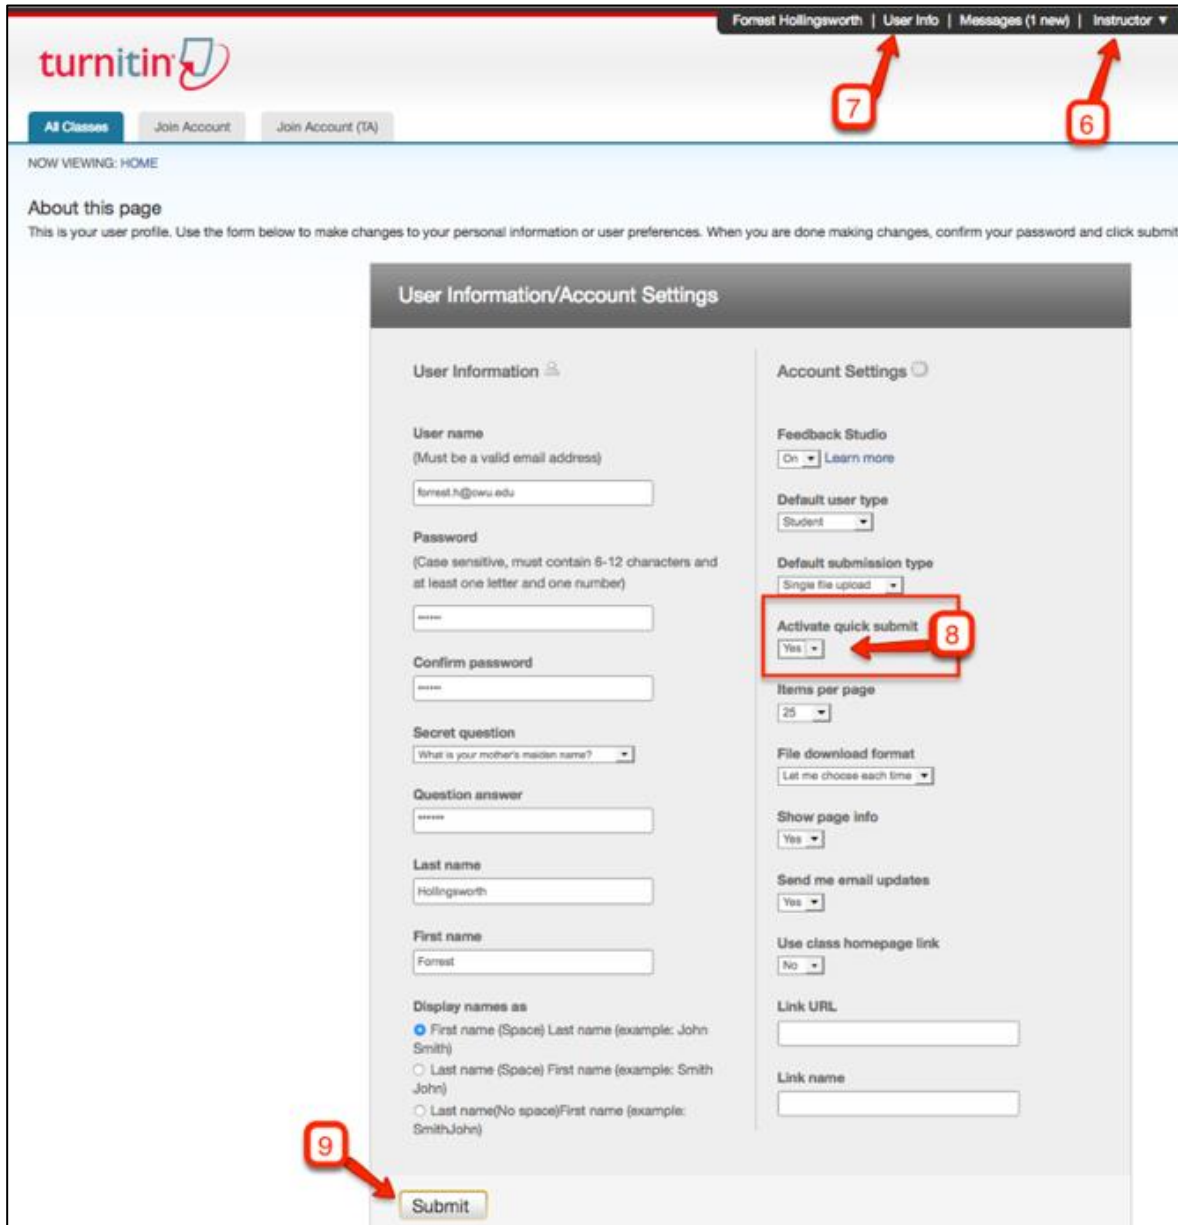 Forrest Hollingsworth | User Info | Messages (1 new) | Instructor ▼
turnitin
7
6
All Classes Join Account Join Account (TA)
NOW VIEWING: HOME
About this page
This is your user profile. Use the form below to make changes to your personal information or user preferences. When you are done making changes, confirm your password and click submit
User Information/Account Settings
User Information
User name
(Must be a valid email address)
forrest.h@cwu.edu
Password
(Case sensitive, must contain 6-12 characters and
at least one letter and one number)
••••••
Confirm password
••••••
Secret question
What is your mother's maiden name?
Question answer
******
Last name
Hollingsworth
First name
Forrest
Display names as
First name (Space) Last name (example: John
Smith)
Last name (Space) First name (example: Smith
John)
Last name(No space)First name (example:
SmithJohn)
Account Settings
Feedback Studio
On Learn more
Default user type
Student
Default submission type
Single file upload
Activate quick submit
Yes
8
Items per page
25
File download format
Let me choose each time
Show page info
Yes
Send me email updates
Yes
Use class homepage link
No
Link URL
Link name
9
Submit